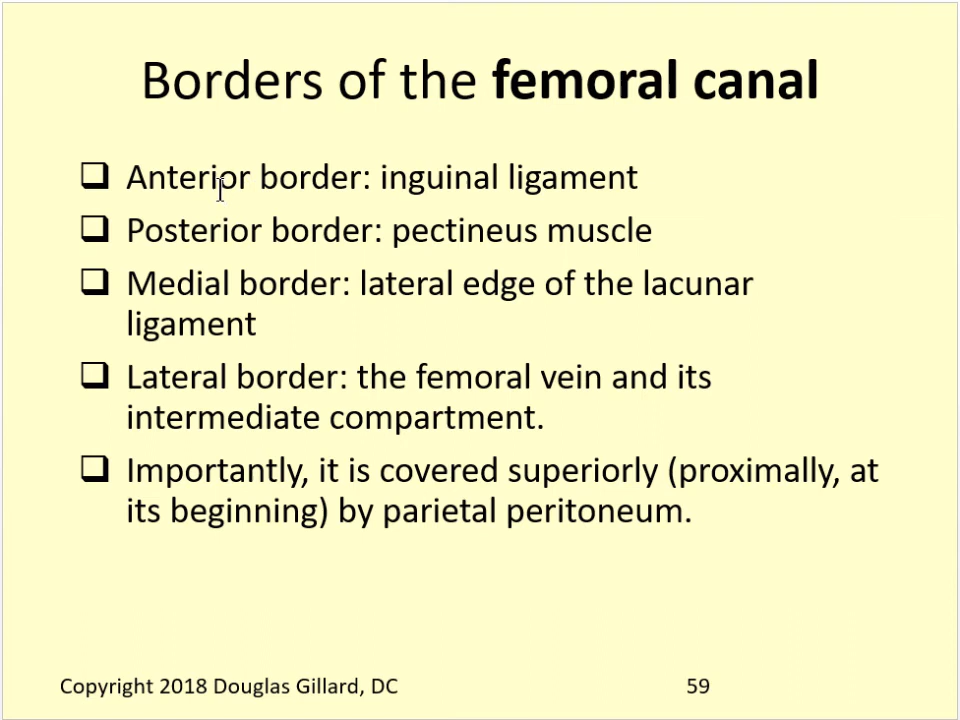 Borders of the femoral canal
Anterior border: inguinal ligament
Posterior border: pectineus muscle
Medial border: lateral edge of the lacunar
ligament
Lateral border: the femoral vein and its
intermediate compartment.
Importantly, it is covered superiorly (proximally, at
its beginning) by parietal peritoneum.
Copyright 2018 Douglas Gillard, DC
59